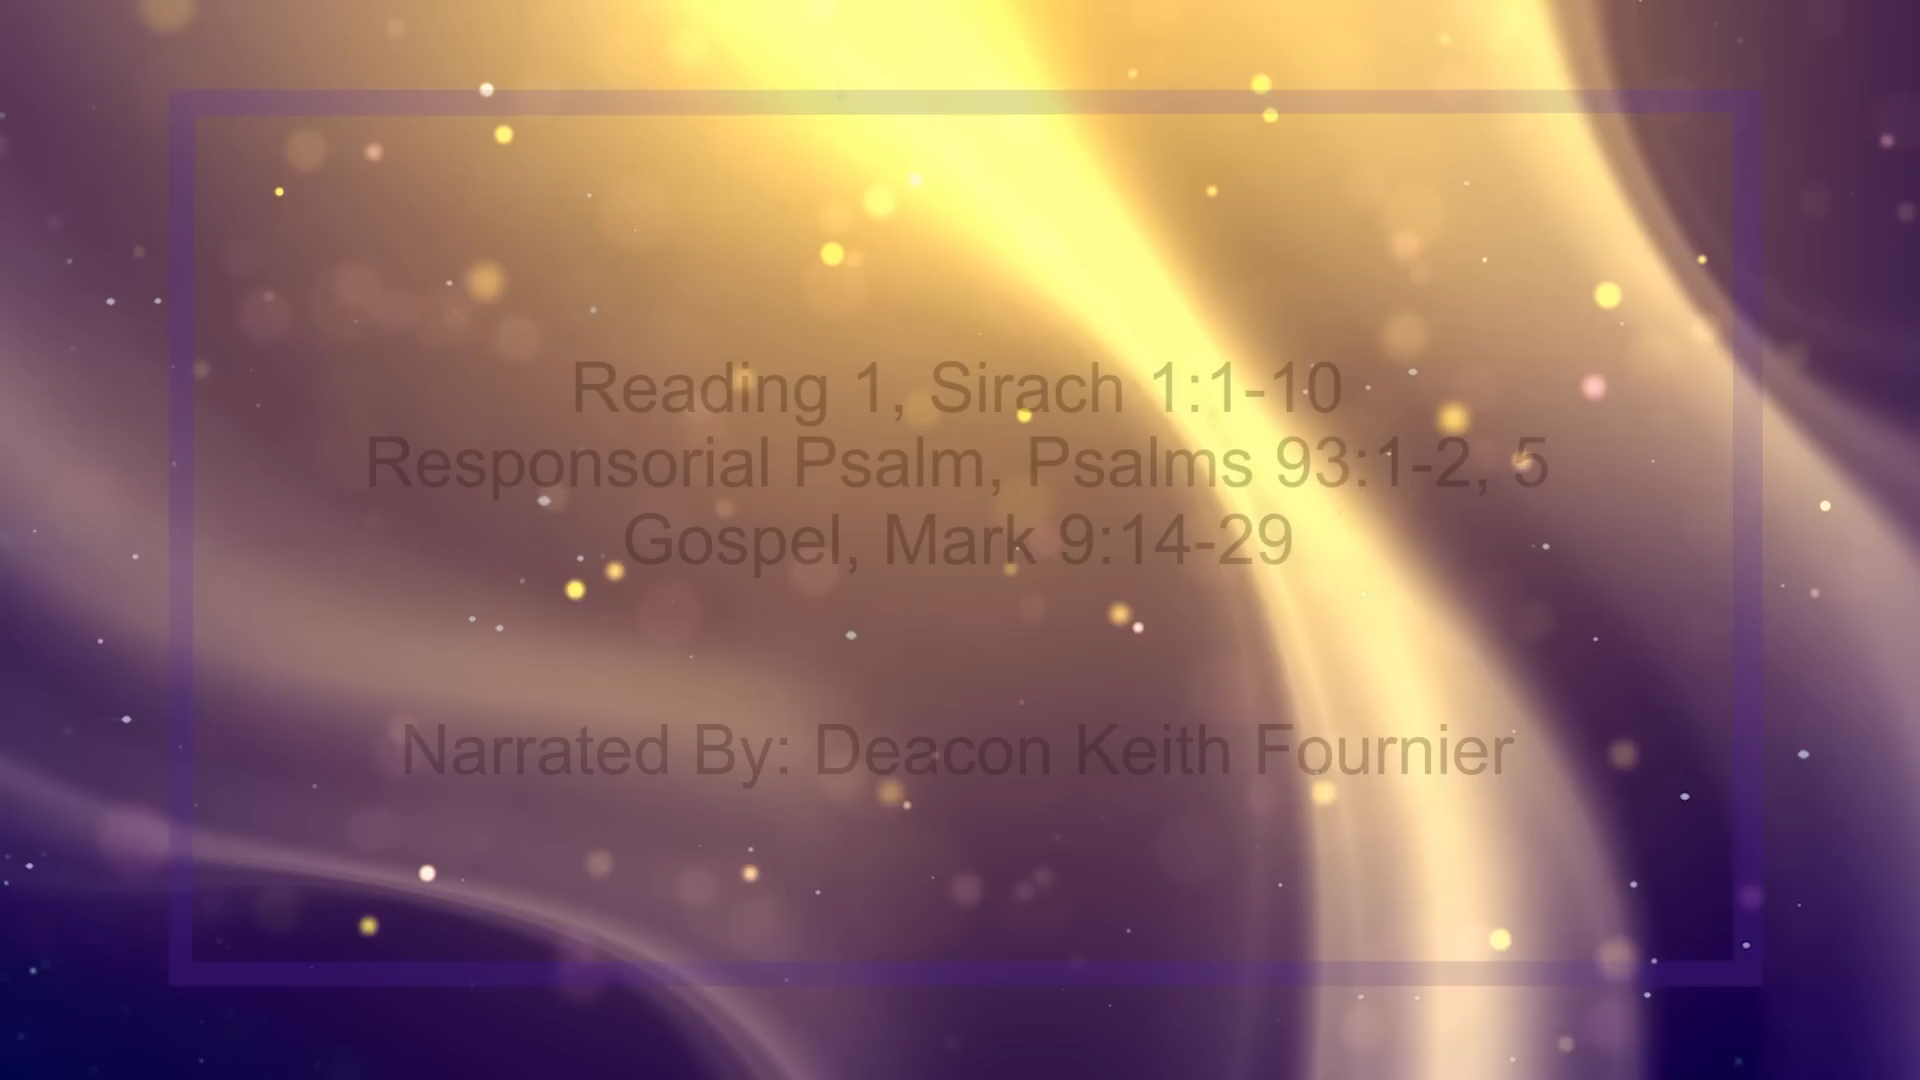 Reading 1, Sirach 1:1-10
Responsorial Psalm, Psalms 93:1-2, 5
Gospel, Mark 9:14-29
Narrated By: Deacon Keith Fournier